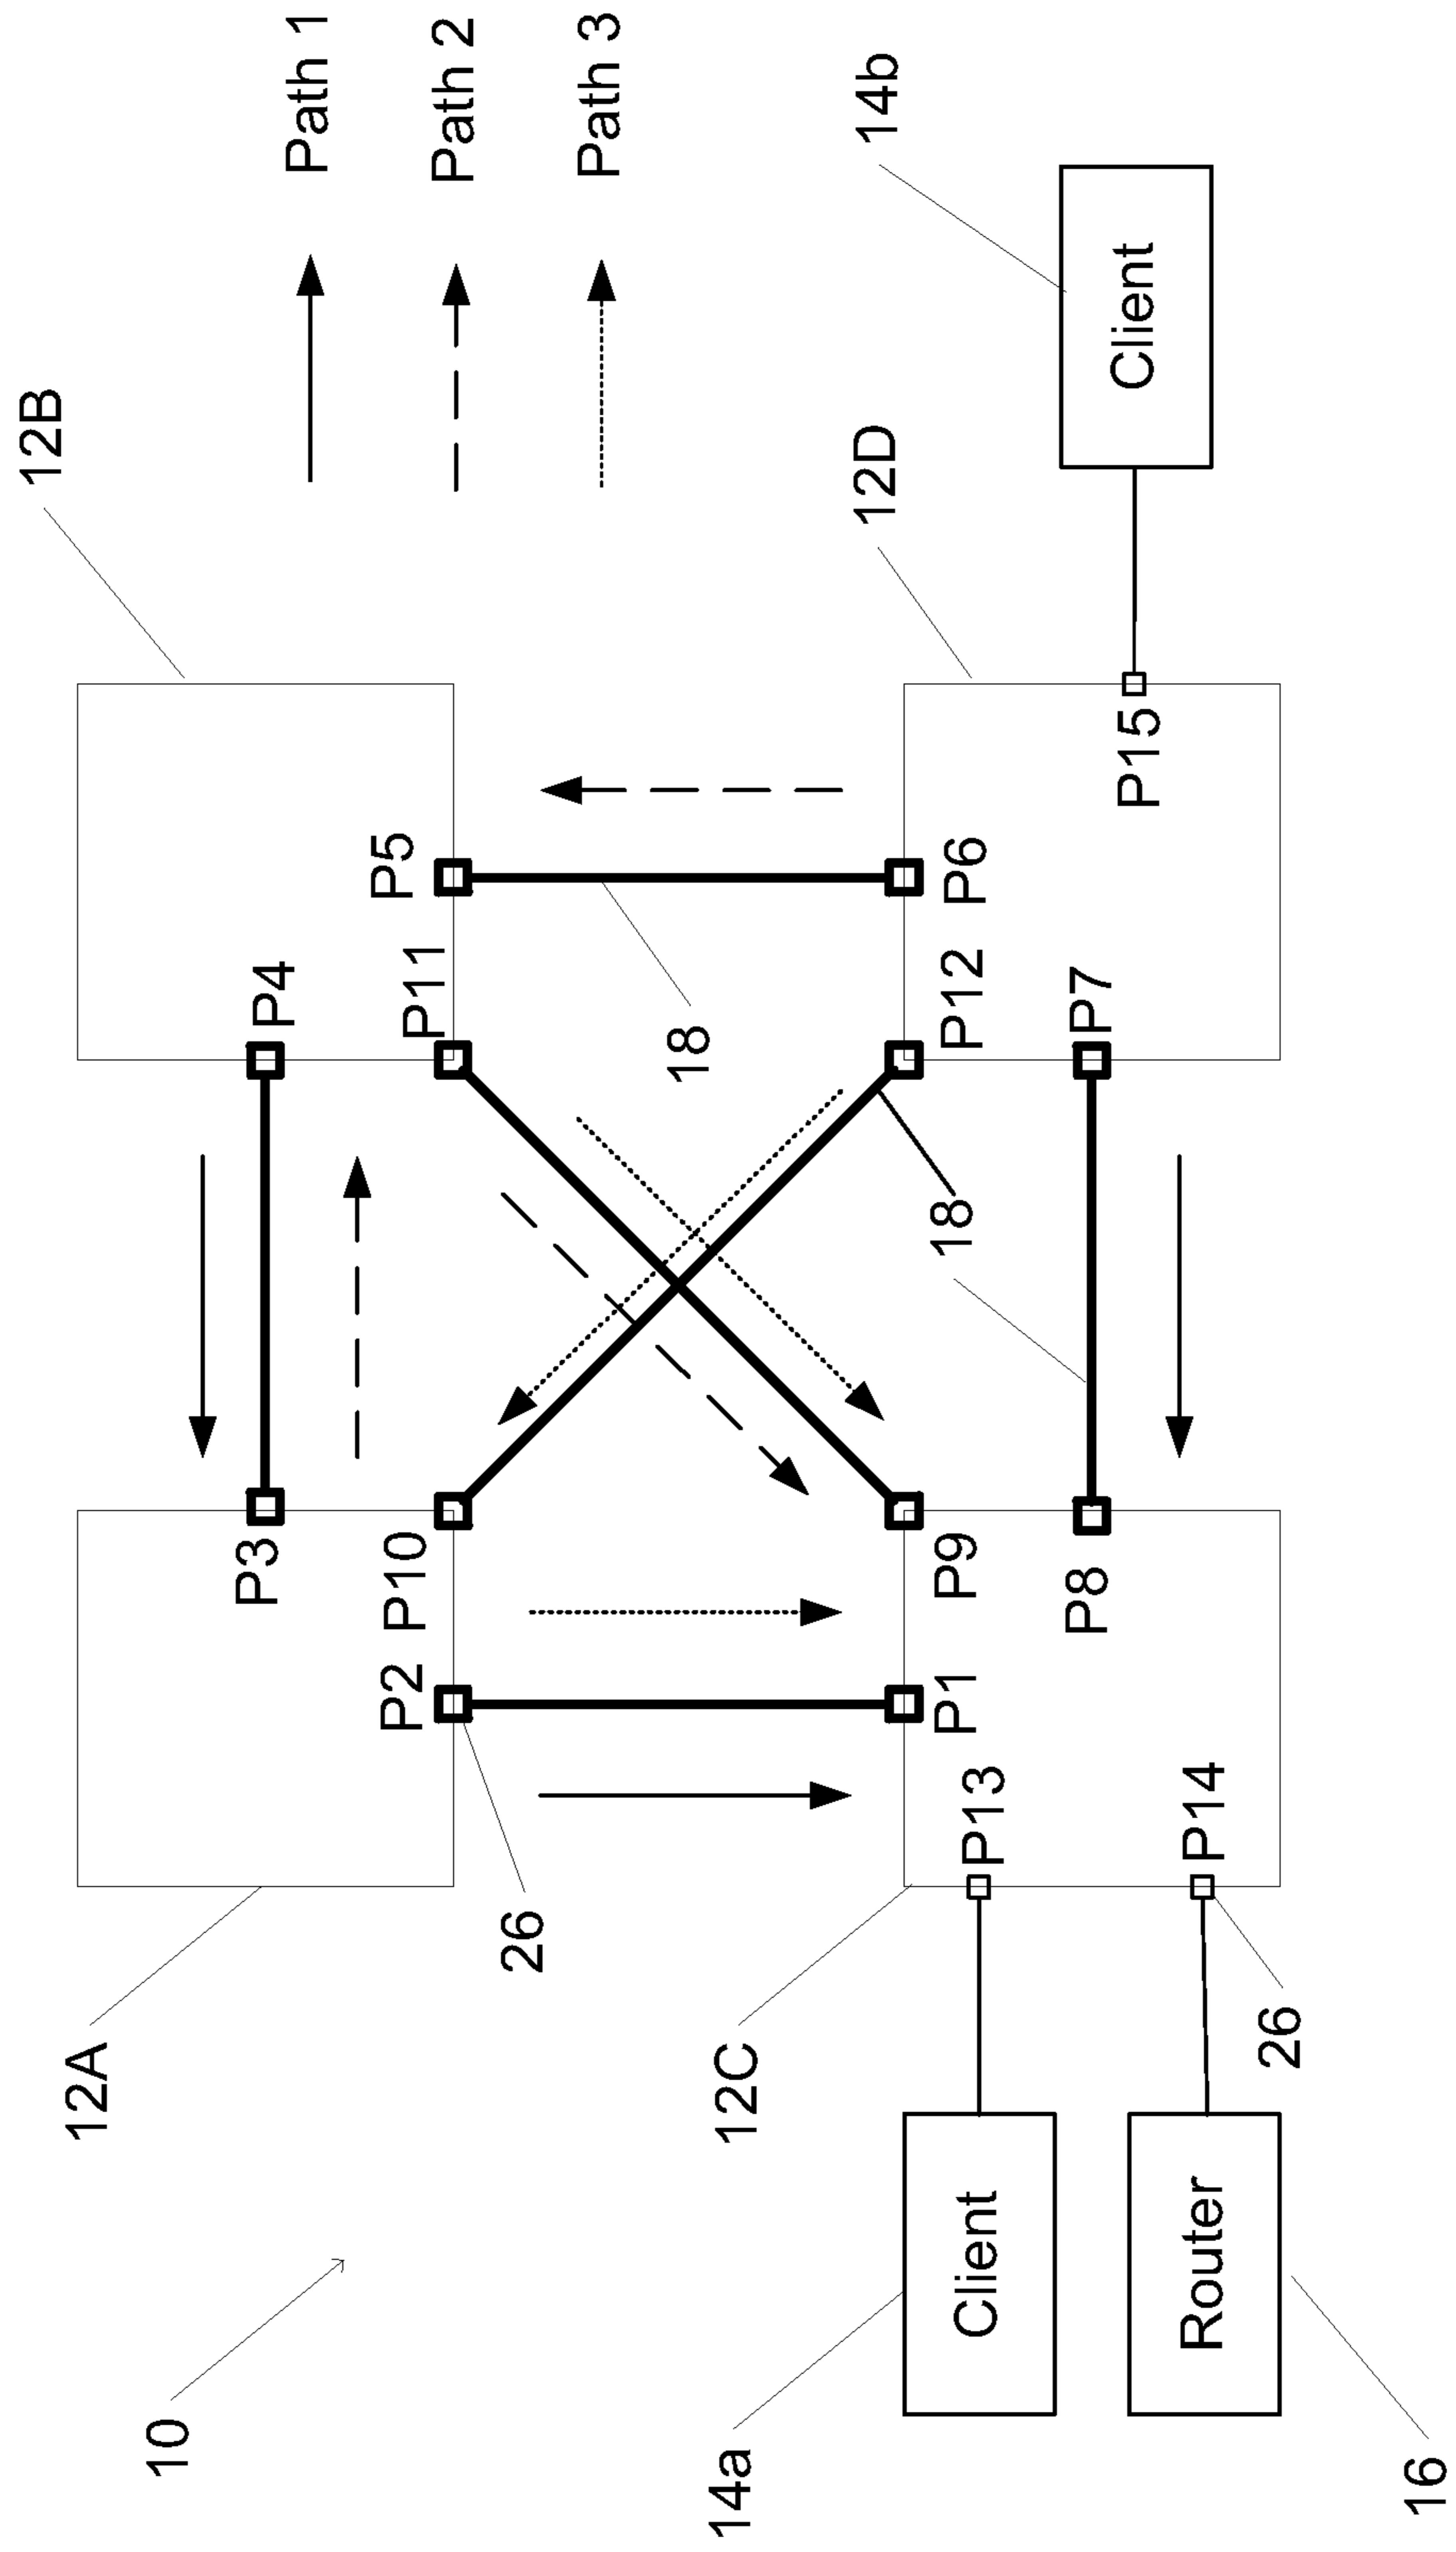 12B
Path 1
Path 2
Path 3
12A
P3
P4
P10
P11
P5
P2
26
18
14b
12D
12C
P1
P9
P12
P6
18
P13
P8
P7
P15
P14
Client
Client
Router
26
10
14a
16